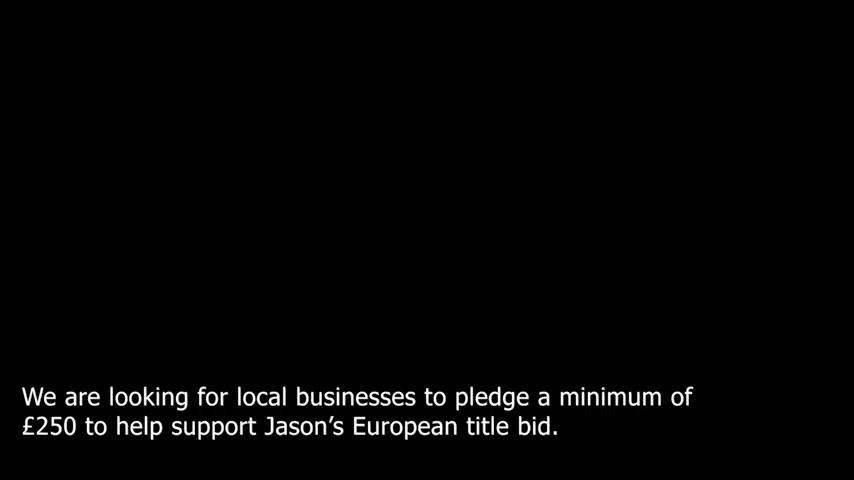 We are looking for local businesses to pledge a minimum of
£250 to help support Jason’s European title bid.